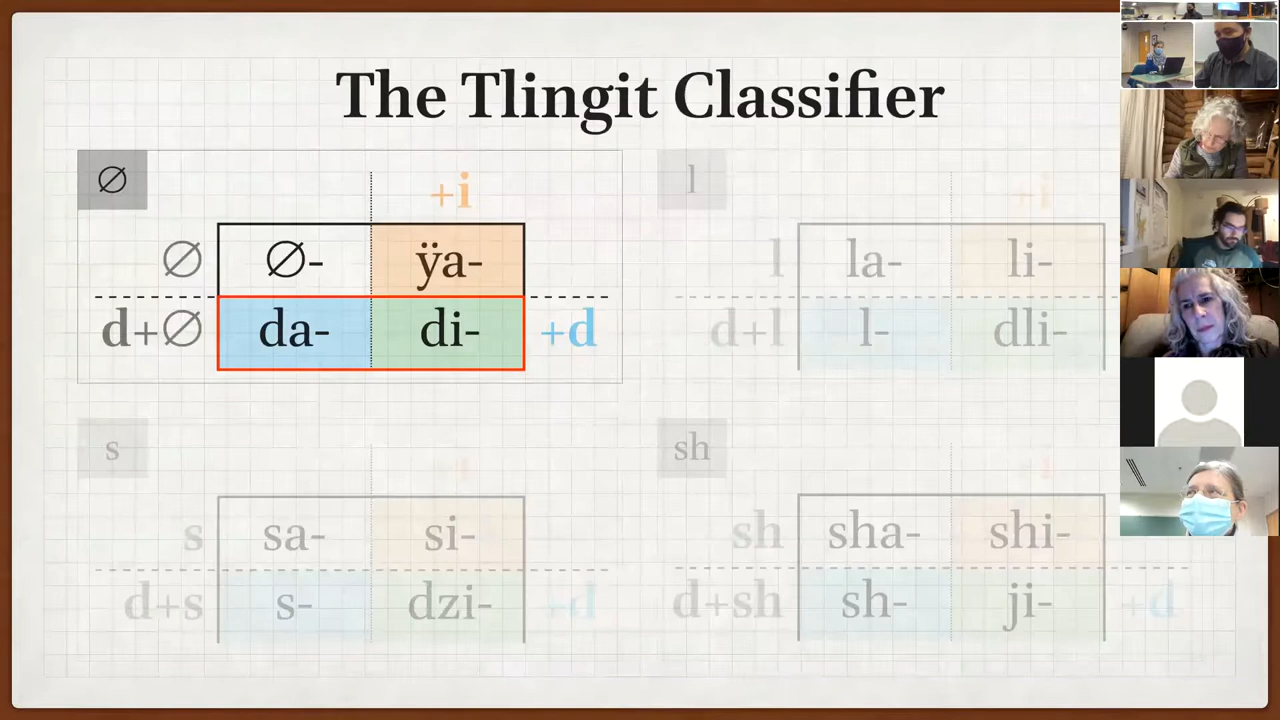 The Tlingit Classifier
∅
+i
∅ ∅- ÿa-
d+∅ da- di- +d
l
+i
l la- li-
d+l l- dli-
s
i
s sa- si-
d+s s- dzi- +d
sh
i
sh sha- shi-
d+sh sh- ji- +d